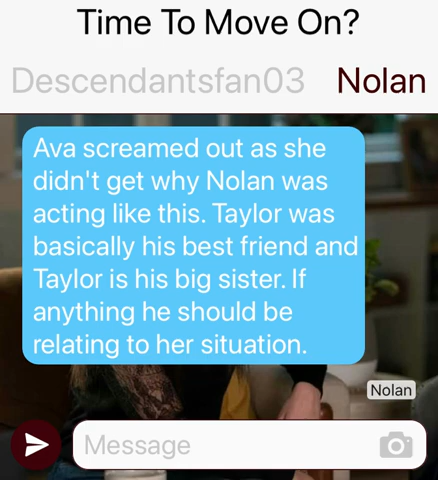 Time To Move On?
Descendantsfan03 Nolan
Ava screamed out as she
didn't get why Nolan was
acting like this. Taylor was
basically his best friend and
Taylor is his big sister. If
anything he should be
relating to her situation.
Nolan
Message